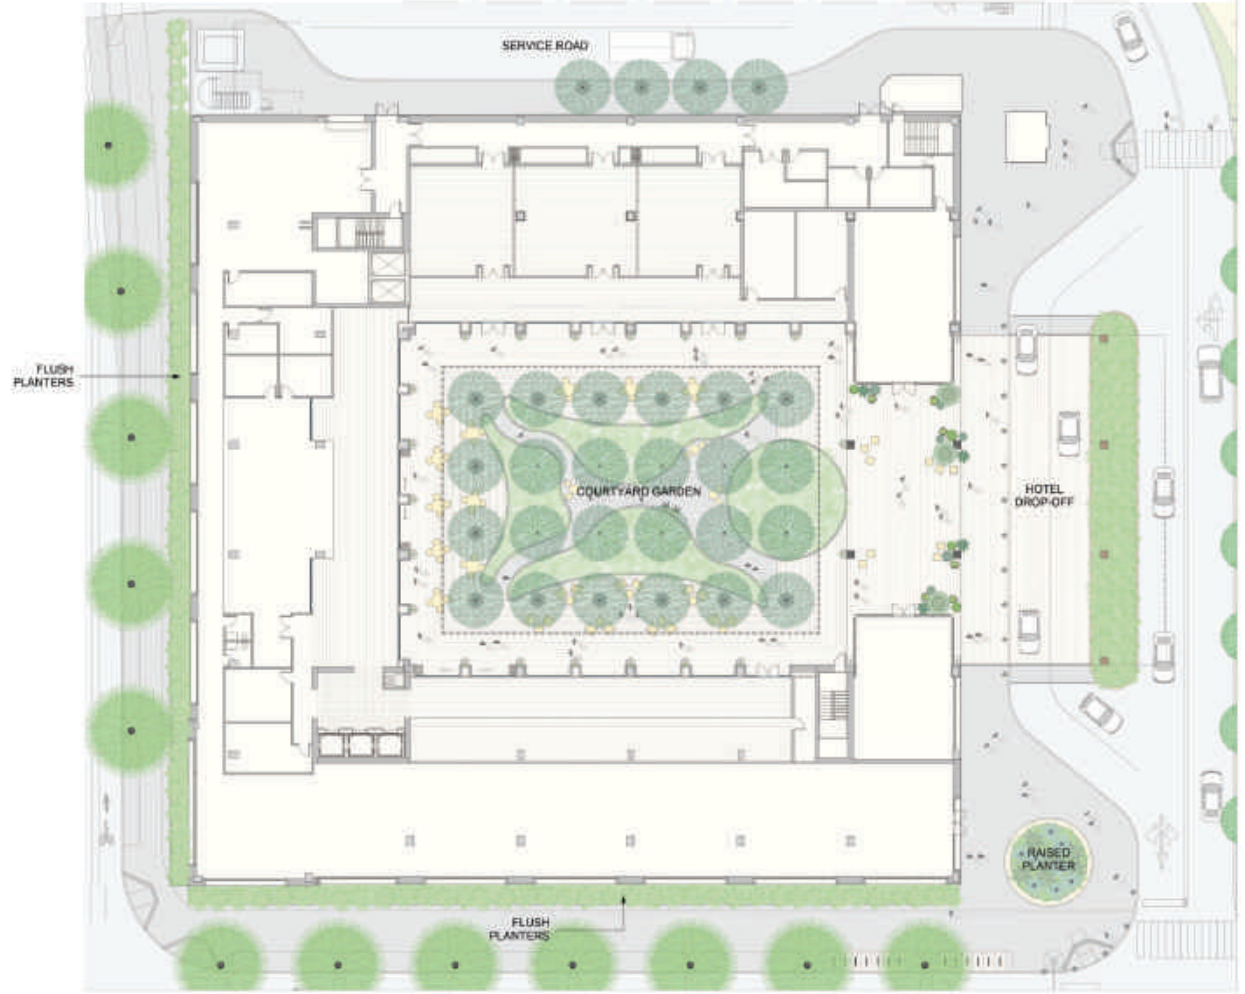 SERVICE ROAD
FLUSH
PLANTERS
COURTYARD GARDEN
HOTEL
DROP-OFF
RAISED
PLANTER
FLUSH
PLANTERS